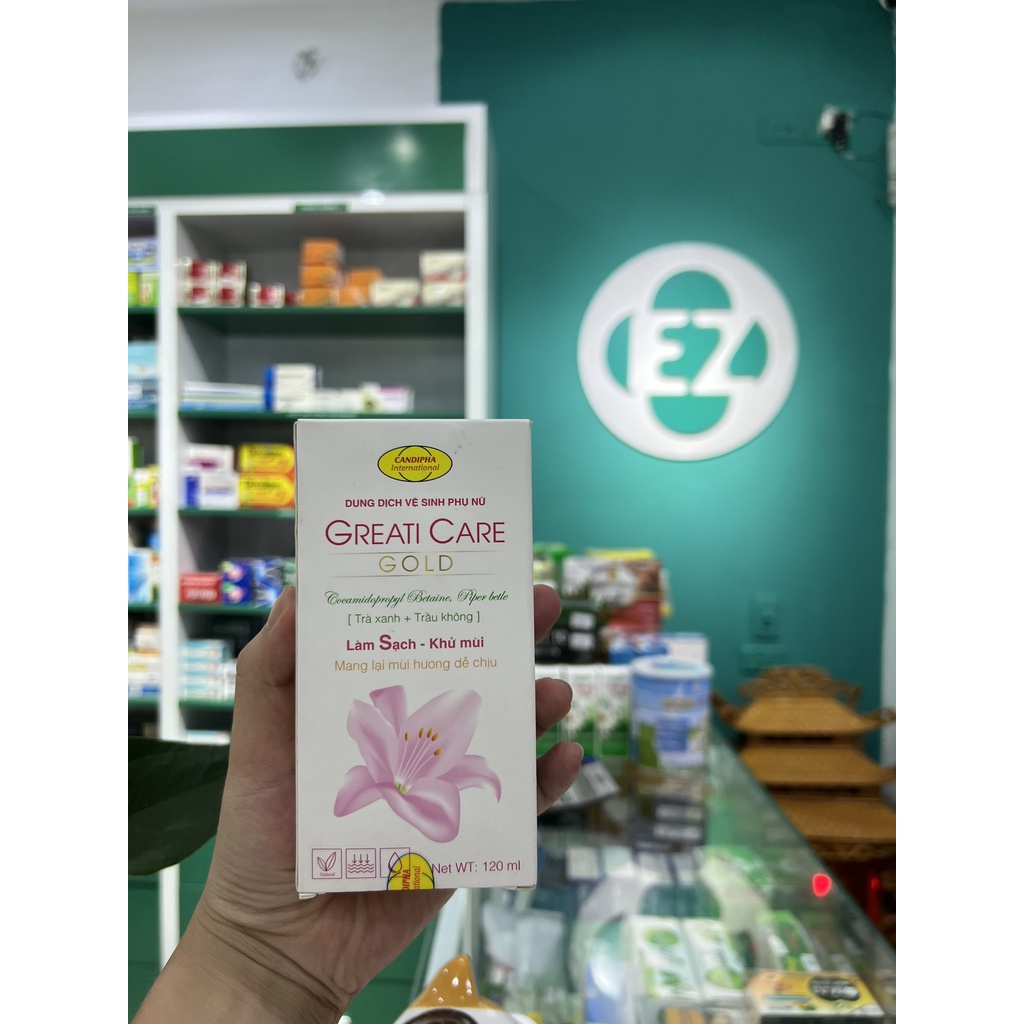 EZ
CANDIPHA
International
DUNG DỊCH VỆ SINH PHỤ NỮ
GREATI CARE
GOLD
Cocamidopropyl Betaine, Piper betle
[ Trà xanh + Trầu không ]
Làm Sạch - Khử mùi
Mang lại mùi hương dễ chịu
Natural
Net WT: 120 ml